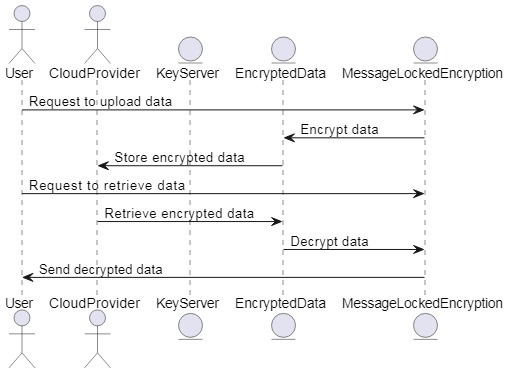 User CloudProvider KeyServer EncryptedData MessageLockedEncryption
Request to upload data
Encrypt data
Store encrypted data
Request to retrieve data
Retrieve encrypted data
Decrypt data
Send decrypted data
User CloudProvider KeyServer EncryptedData MessageLockedEncryption